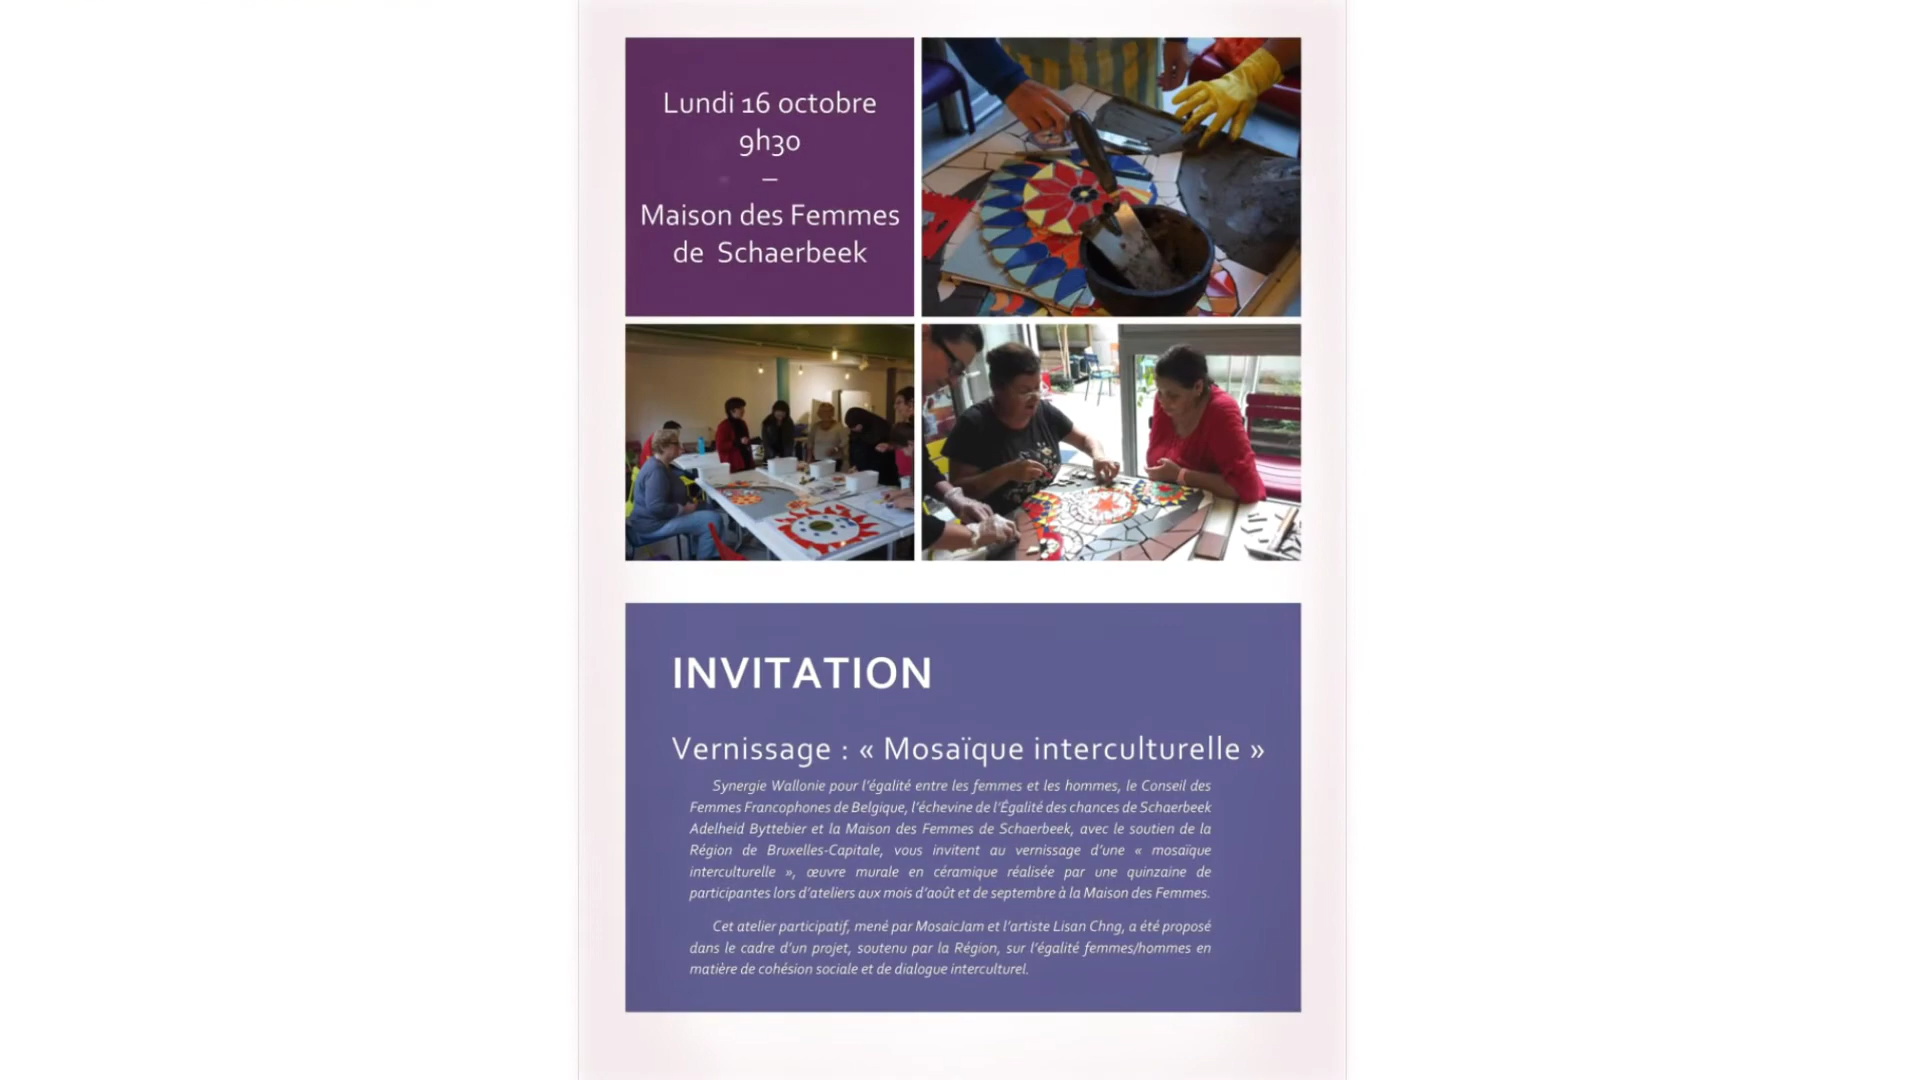 Lundi 16 octobre
9h30
–
Maison des Femmes
de Schaerbeek
INVITATION
Vernissage : « Mosaïque interculturelle »
Synergie Wallonie pour l'égalité entre les femmes et les hommes, le Conseil des
Femmes Francophones de Belgique, l'échevine de l'Égalité des chances de Schaerbeek
Adelheid Byttebier et la Maison des Femmes de Schaerbeek, avec le soutien de la
Région de Bruxelles-Capitale, vous invitent au vernissage d'une « mosaïque
interculturelle », œuvre murale en céramique réalisée par une quinzaine de
participantes lors d'ateliers aux mois d'août et de septembre à la Maison des Femmes.
Cet atelier participatif, mené par MosaicJam et l'artiste Lisan Chng, a été proposé
dans le cadre d'un projet, soutenu par la Région, sur l'égalité femmes/hommes en
matière de cohésion sociale et de dialogue interculturel.